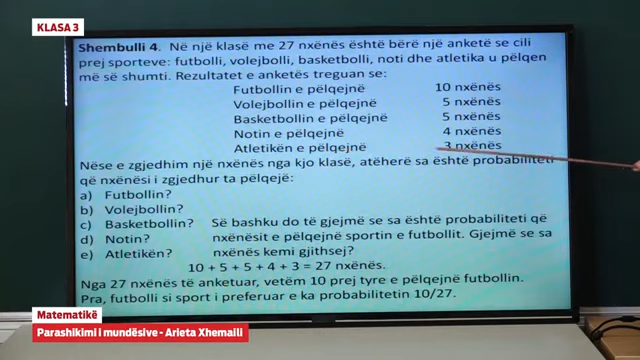 KLASA 3
Shembulli 4. Në një klasë me 27 nxënës është bërë një anketë se cili
prej sporteve: futbolli, volejbolli, basketbolli, noti dhe atletika u pëlqen
më së shumti. Rezultatet e anketës treguan se:
Futbollin e pëlqejnë 10 nxënës
Volejbollin e pëlqejnë 5 nxënës
Basketbollin e pëlqejnë 5 nxënës
Notin e pëlqejnë 4 nxënës
Atletikën e pëlqejnë 3 nxënës
Nëse e zgjedhim një nxënës nga kjo klasë, atëherë sa është probabiliteti
që nxënësi i zgjedhur ta pëlqejë:
a) Futbollin?
b) Volejbollin?
c) Basketbollin? Së bashku do të gjejmë se sa është probabiliteti që
d) Notin? nxënësit e pëlqejnë sportin e futbollit. Gjejmë se sa
e) Atletikën? nxënës kemi gjithsej?
10 + 5 + 5 + 4 + 3 = 27 nxënës.
Nga 27 nxënës të anketuar, vetëm 10 prej tyre e pëlqejnë futbollin.
Pra, futbolli si sport i preferuar e ka probabilitetin 10/27.
Matematikë
Parashikimi i mundësive - Arieta Xhemaili